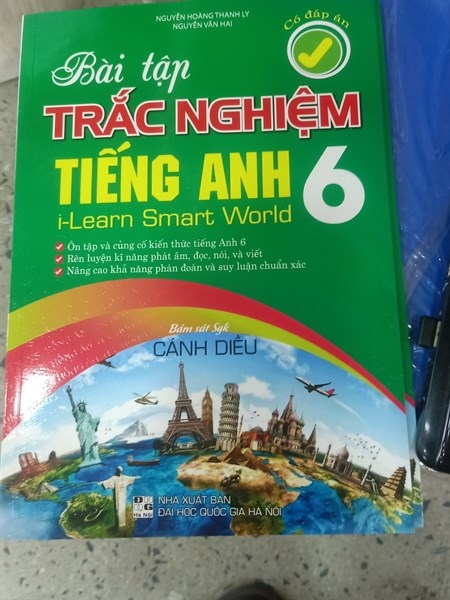 NGUYỄN HOÀNG THANH LY
NGUYỄN VĂN HAI
Có đáp án
Bài tập
TRẮC NGHIỆM
TIẾNG ANH 6
i-Learn Smart World
Ôn tập và củng cố kiến thức tiếng Anh 6
Rèn luyện kĩ năng phát âm, đọc, nói, và viết
Nâng cao khả năng phán đoán và suy luận chuẩn xác
Bám sát Sgk
CÁNH DIỀU
Hà Nội
NHÀ XUẤT BẢN
ĐẠI HỌC QUỐC GIA HÀ NỘI